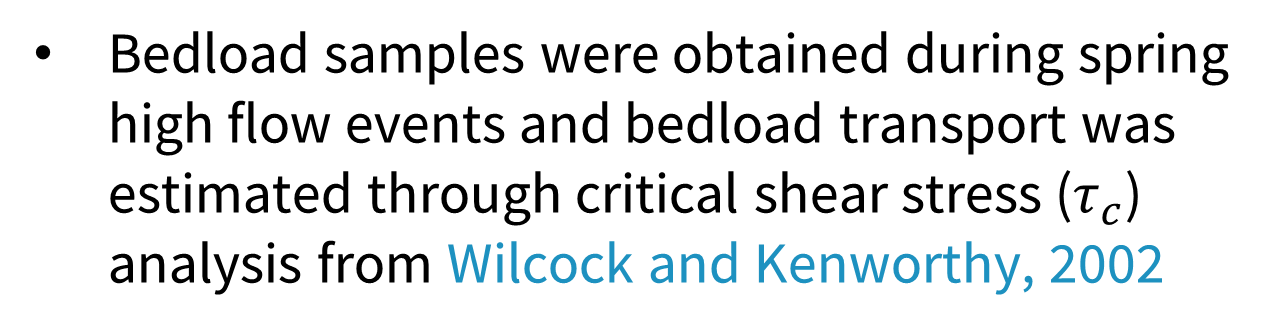 • Bedload samples were obtained during spring
high flow events and bedload transport was
estimated through critical shear stress (𝜏𝑐)
analysis from Wilcock and Kenworthy, 2002